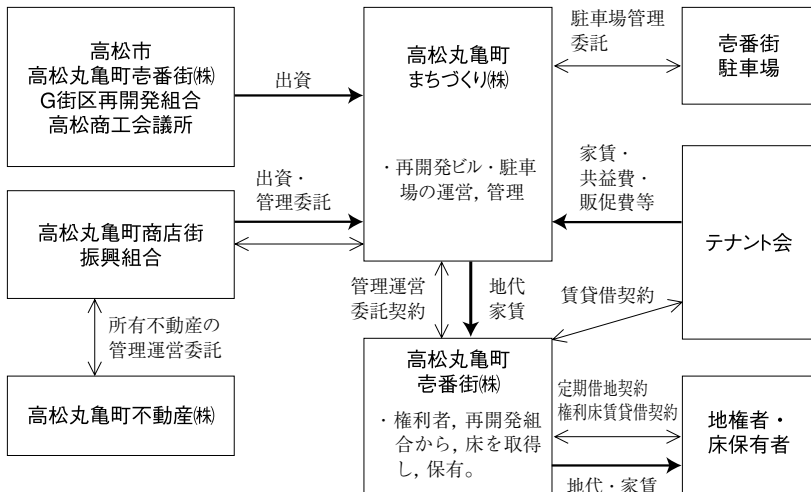 高松市
高松丸亀町壱番街㈱
G街区再開発組合
高松商工会議所
出資
高松丸亀町
まちづくり㈱
・再開発ビル・駐車
場の運営，管理
駐車場管理
委託
壱番街
駐車場
出資・
管理委託
家賃・
共益費・
販促費等
高松丸亀町商店街
振興組合
テナント会
管理運営
委託契約
地代
家賃
賃貸借契約
所有不動産の
管理運営委託
高松丸亀町不動産㈱
高松丸亀町
壱番街㈱
・権利者，再開発組
合から，床を取得
し，保有。
定期借地契約
権利床賃貸借契約
地権者・
床保有者
地代・家賃